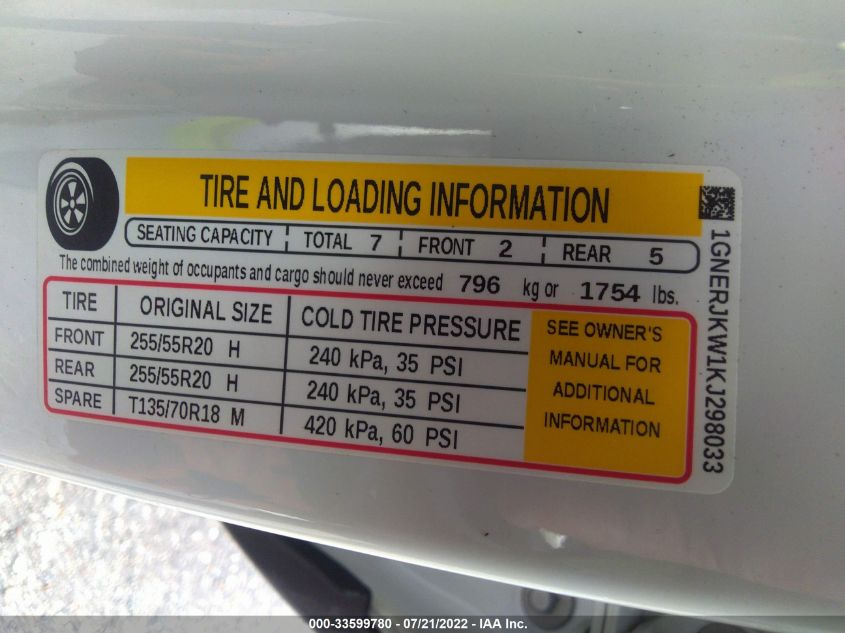 TIRE AND LOADING INFORMATION
SEATING CAPACITY TOTAL 7 FRONT 2 REAR 5
The combined weight of occupants and cargo should never exceed 796 kg or 1754 lbs.
TIRE ORIGINAL SIZE COLD TIRE PRESSURE
FRONT 255/55R20 H 240 kPa, 35 PSI
REAR 255/55R20 H 240 kPa, 35 PSI
SPARE T135/70R18 M 420 kPa, 60 PSI
SEE OWNER'S
MANUAL FOR
ADDITIONAL
INFORMATION
1GNERJKW1KJ298033
000-33599780 - 07/21/2022 - IAA Inc.